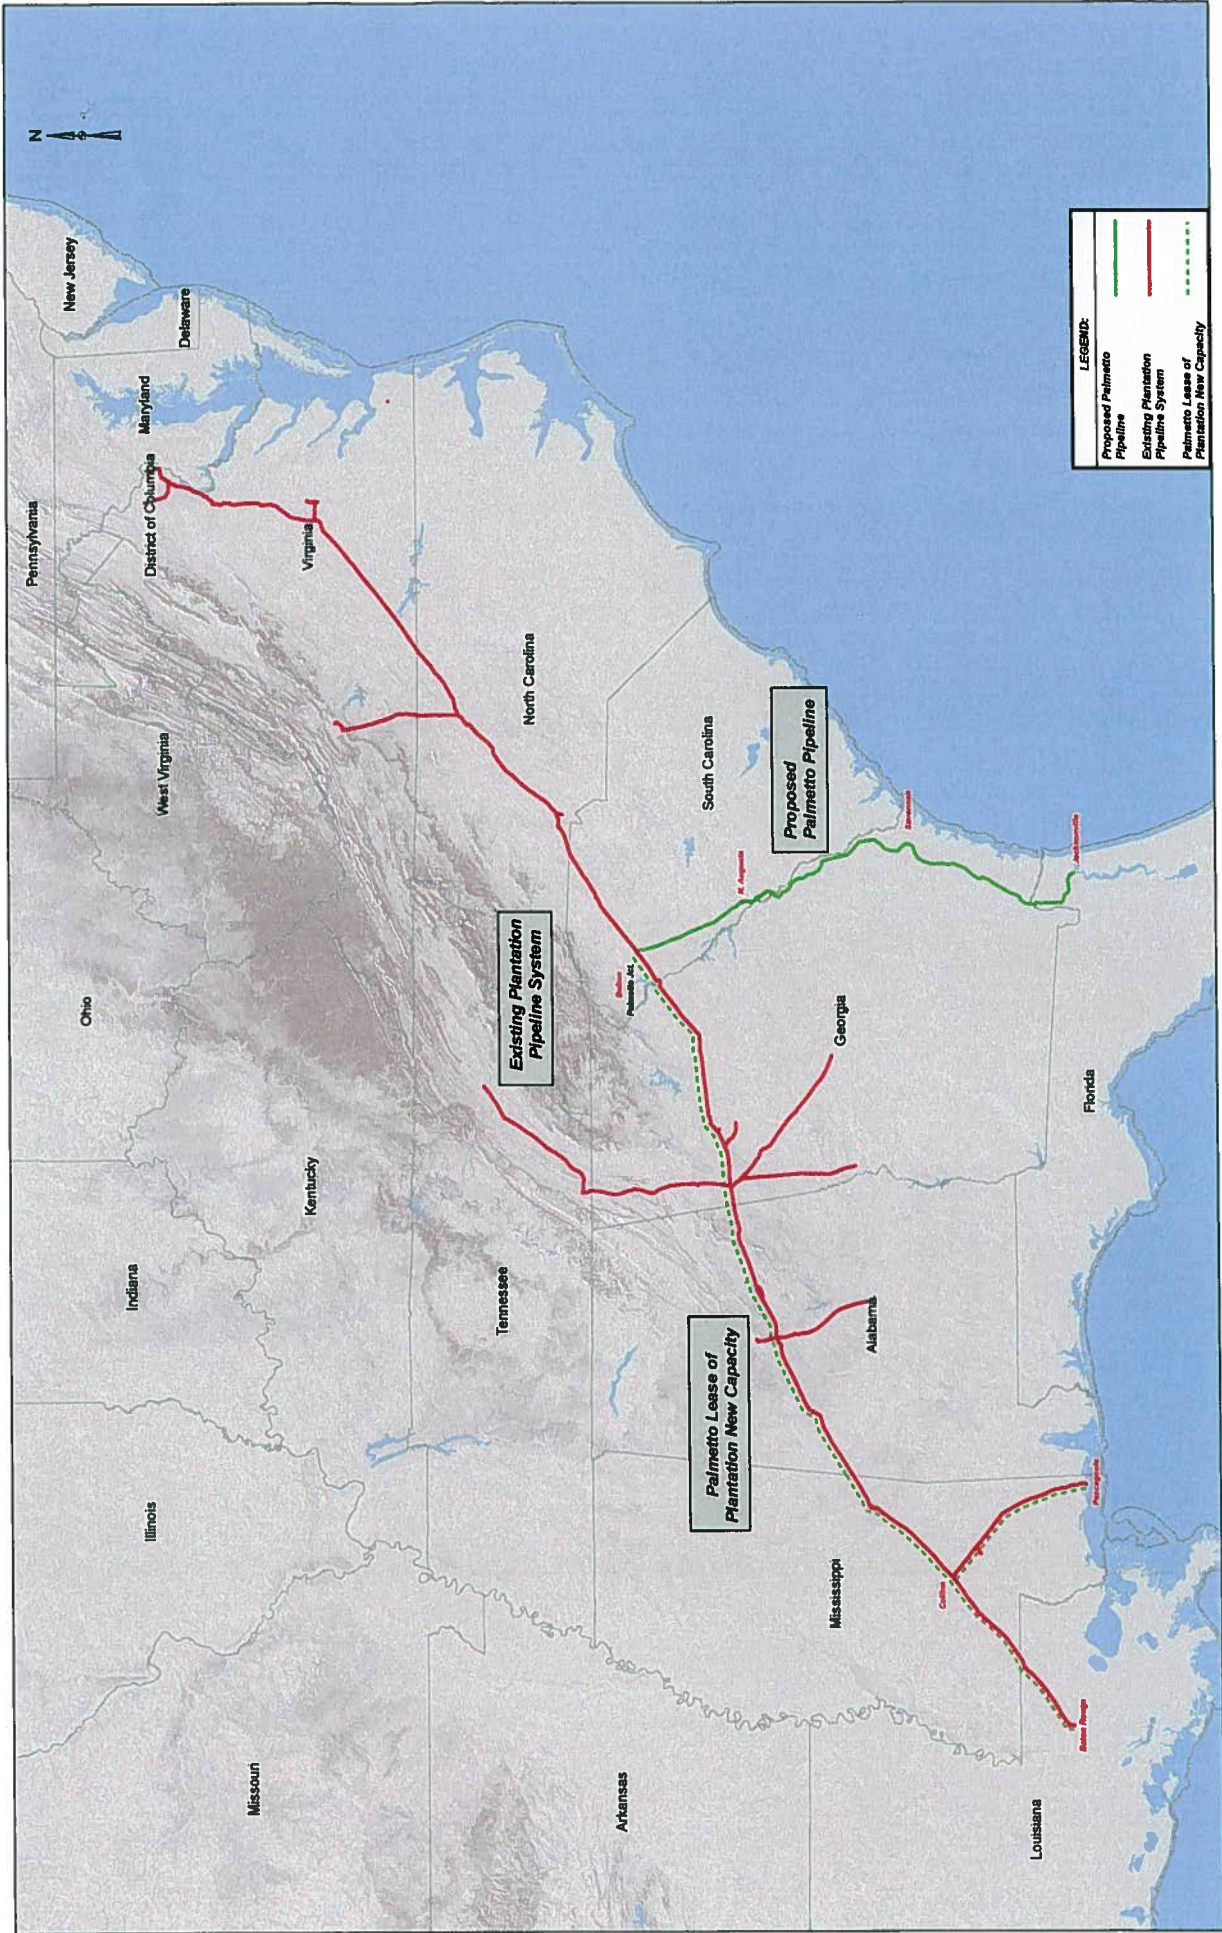 N
Pennsylvania
New Jersey
Ohio
Maryland
Delaware
District of Columbia
West Virginia
Indiana
Illinois
Virginia
Kentucky
Missouri
Existing Plantation
Pipeline System
North Carolina
Tennessee
Arkansas
Belton
Palmetto Jct.
South Carolina
N. Augusta
Proposed
Palmetto Pipeline
Palmetto Lease of
Plantation New Capacity
Georgia
Alabama
Mississippi
Savannah
Collins
Louisiana
Jacksonville
Florida
Pascagoula
Baton Rouge
LEGEND:
Proposed Palmetto
Pipeline
Existing Plantation
Pipeline System
Palmetto Lease of
Plantation New Capacity